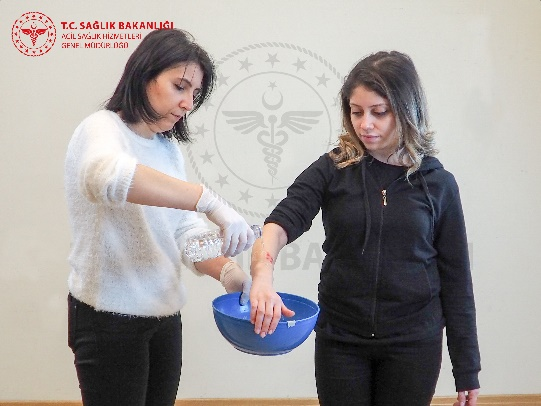 T.C. SAĞLIK BAKANLIĞI
ACİL SAĞLIK HİZMETLERİ
GENEL MÜDÜRLÜĞÜ